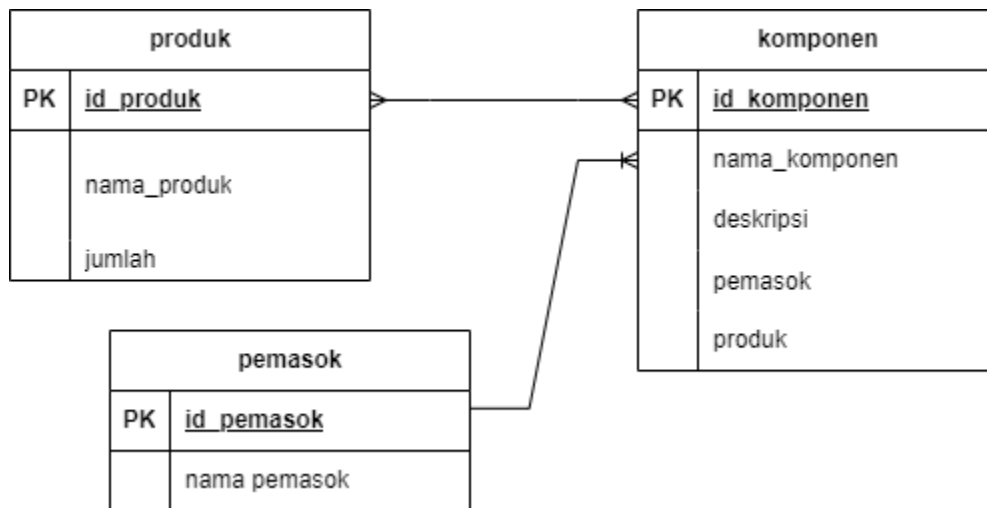 produk
PK id_produk
nama_produk
jumlah
komponen
PK id_komponen
nama_komponen
deskripsi
pemasok
produk
pemasok
PK id_pemasok
nama pemasok